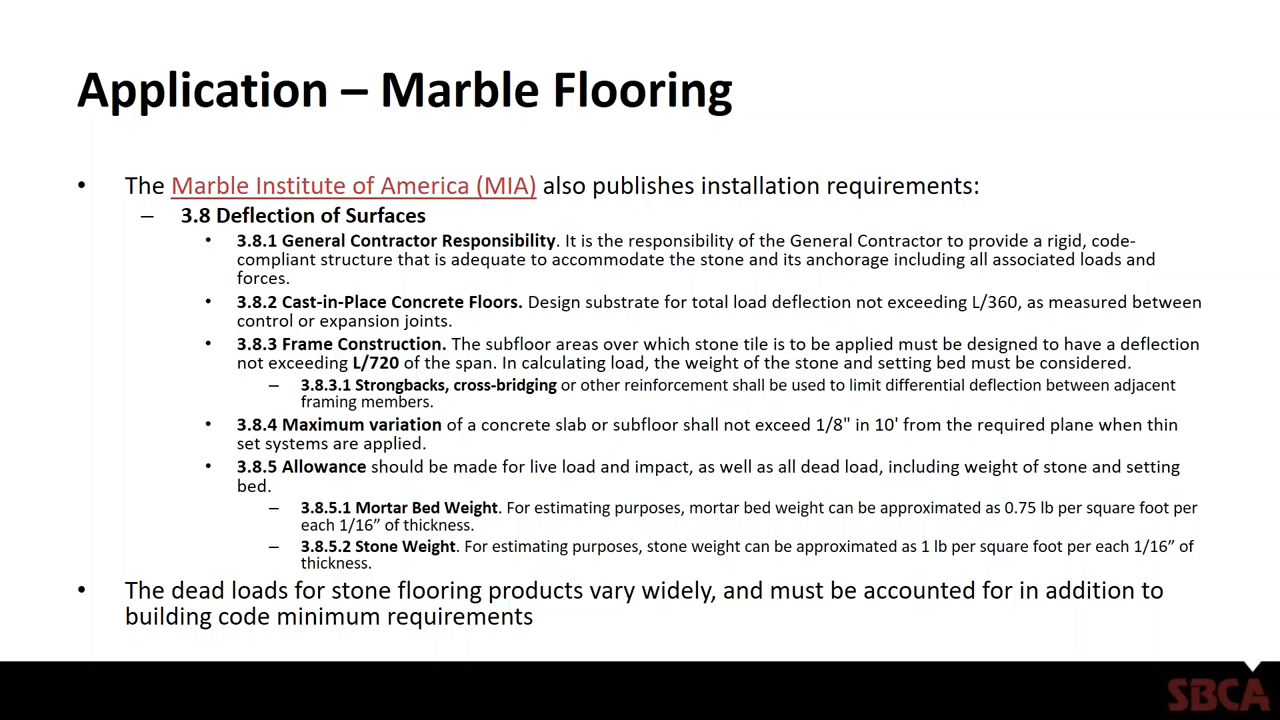 Application – Marble Flooring
• The Marble Institute of America (MIA) also publishes installation requirements:
– 3.8 Deflection of Surfaces
• 3.8.1 General Contractor Responsibility. It is the responsibility of the General Contractor to provide a rigid, code-
compliant structure that is adequate to accommodate the stone and its anchorage including all associated loads and
forces.
• 3.8.2 Cast-in-Place Concrete Floors. Design substrate for total load deflection not exceeding L/360, as measured between
control or expansion joints.
• 3.8.3 Frame Construction. The subfloor areas over which stone tile is to be applied must be designed to have a deflection
not exceeding L/720 of the span. In calculating load, the weight of the stone and setting bed must be considered.
– 3.8.3.1 Strongbacks, cross-bridging or other reinforcement shall be used to limit differential deflection between adjacent
framing members.
• 3.8.4 Maximum variation of a concrete slab or subfloor shall not exceed 1/8" in 10' from the required plane when thin
set systems are applied.
• 3.8.5 Allowance should be made for live load and impact, as well as all dead load, including weight of stone and setting
bed.
– 3.8.5.1 Mortar Bed Weight. For estimating purposes, mortar bed weight can be approximated as 0.75 lb per square foot per
each 1/16” of thickness.
– 3.8.5.2 Stone Weight. For estimating purposes, stone weight can be approximated as 1 lb per square foot per each 1/16” of
thickness.
• The dead loads for stone flooring products vary widely, and must be accounted for in addition to
building code minimum requirements
SBCA